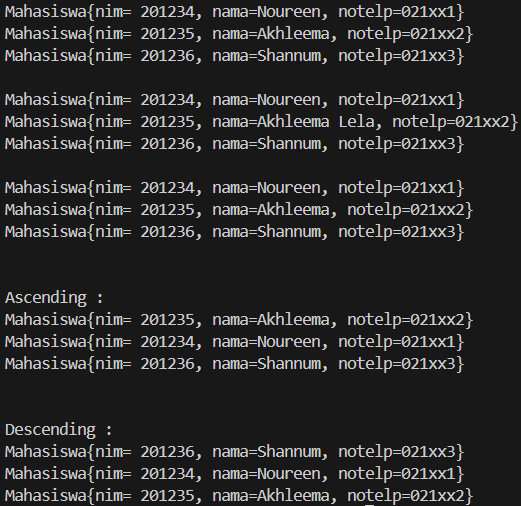 Mahasiswa{nim= 201234, nama=Noureen, notelp=021xx1}
Mahasiswa{nim= 201235, nama=Akhleema, notelp=021xx2}
Mahasiswa{nim= 201236, nama=Shannum, notelp=021xx3}
Mahasiswa{nim= 201234, nama=Noureen, notelp=021xx1}
Mahasiswa{nim= 201235, nama=Akhleema Lela, notelp=021xx2}
Mahasiswa{nim= 201236, nama=Shannum, notelp=021xx3}
Mahasiswa{nim= 201234, nama=Noureen, notelp=021xx1}
Mahasiswa{nim= 201235, nama=Akhleema, notelp=021xx2}
Mahasiswa{nim= 201236, nama=Shannum, notelp=021xx3}
Ascending :
Mahasiswa{nim= 201235, nama=Akhleema, notelp=021xx2}
Mahasiswa{nim= 201234, nama=Noureen, notelp=021xx1}
Mahasiswa{nim= 201236, nama=Shannum, notelp=021xx3}
Descending :
Mahasiswa{nim= 201236, nama=Shannum, notelp=021xx3}
Mahasiswa{nim= 201234, nama=Noureen, notelp=021xx1}
Mahasiswa{nim= 201235, nama=Akhleema, notelp=021xx2}